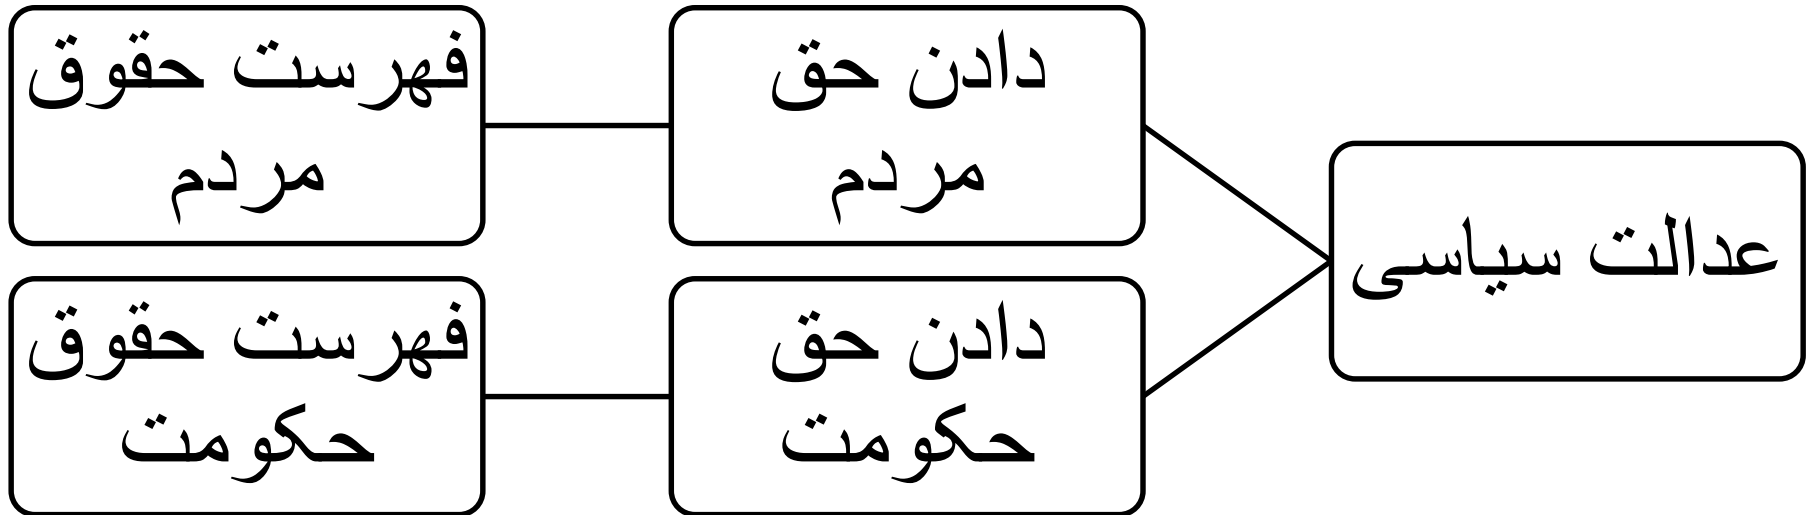 عدالت سیاسی
دادن حق
مردم
فهرست حقوق
مردم
دادن حق
حکومت
فهرست حقوق
حکومت